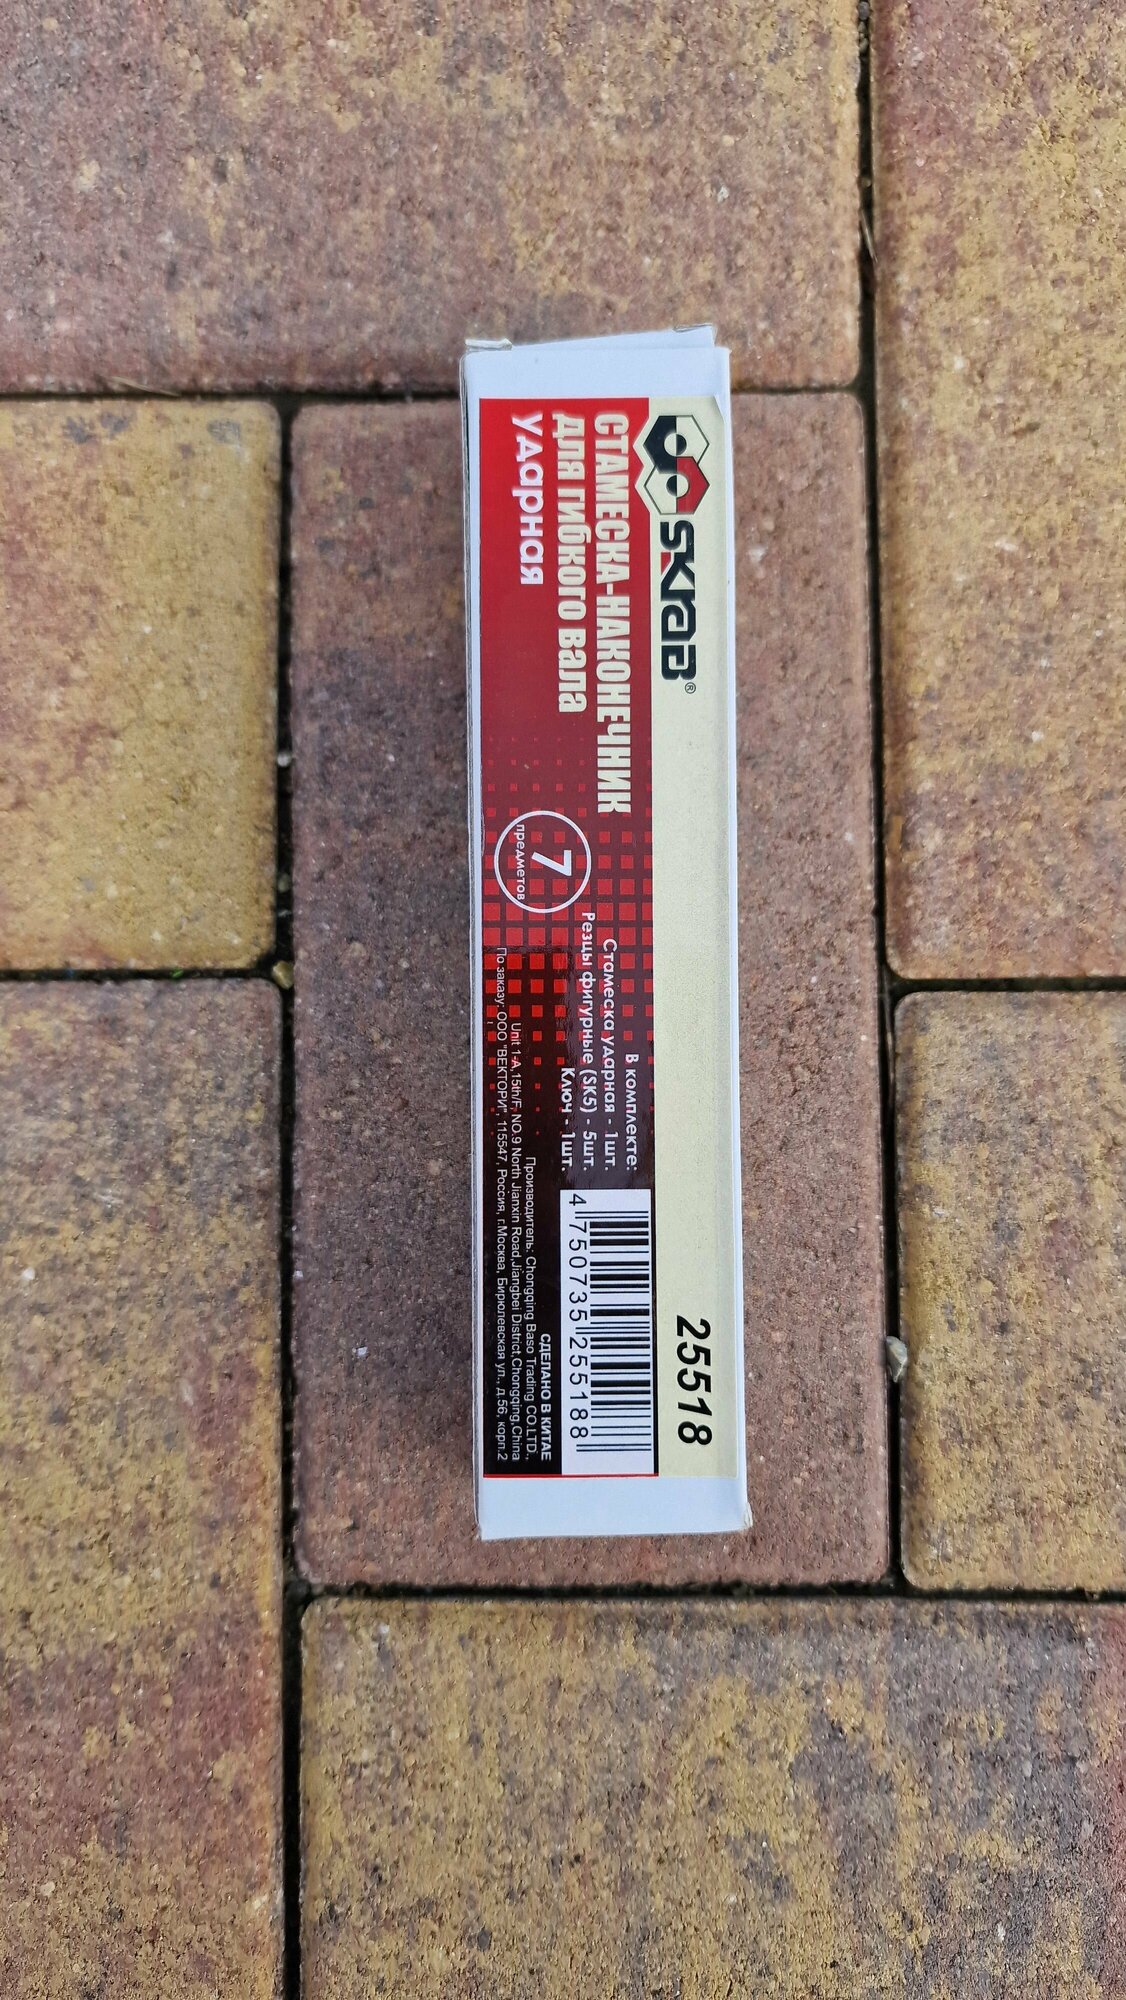 SKRAB®
25518
СТАМЕСКА-НАКОНЕЧНИК
ДЛЯ ГИБКОГО ВАЛА
УДАРНАЯ
7
предметов
В комплекте:
Стамеска ударная - 1шт.
Резцы фигурные (SK5) - 5шт.
Ключ - 1шт.
4 750735 255188
СДЕЛАНО В КИТАЕ
Производитель: Chongqing Baso Trading CO.LTD.,
Unit 1-A,15th/F, NO.9 North Jianxin Road,Jiangbei District,Chongqing,China
По заказу: ООО "ВЕКТОРИ", 115547, Россия, г.Москва, Бирюлевская ул., д.56, корп.2